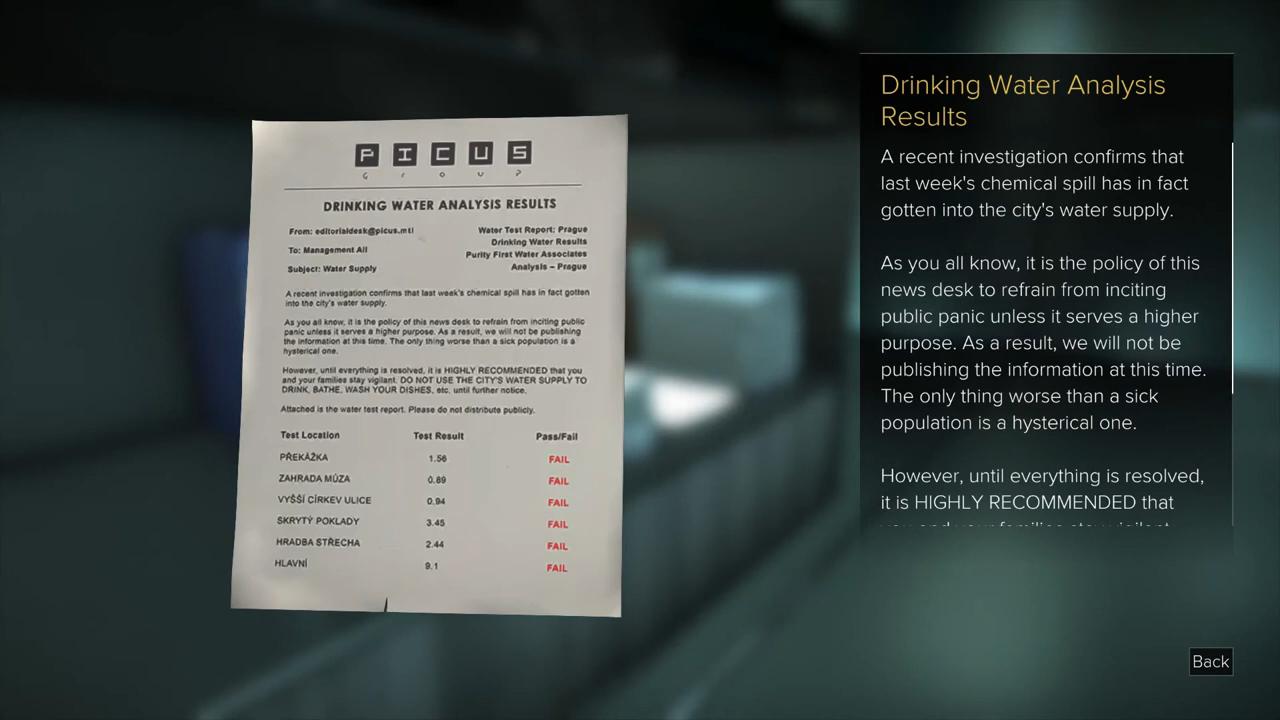 PICUS
GROUP
DRINKING WATER ANALYSIS RESULTS
From: editorialdesk@picus.mtl
To: Management All
Subject: Water Supply
Water Test Report: Prague
Drinking Water Results
Purity First Water Associates
Analysis – Prague
A recent investigation confirms that last week's chemical spill has in fact gotten
into the city's water supply.
As you all know, it is the policy of this news desk to refrain from inciting public
panic unless it serves a higher purpose. As a result, we will not be publishing
the information at this time. The only thing worse than a sick population is a
hysterical one.
However, until everything is resolved, it is HIGHLY RECOMMENDED that you
and your families stay vigilant. DO NOT USE THE CITY'S WATER SUPPLY TO
DRINK, BATHE, WASH YOUR DISHES, etc. until further notice.
Attached is the water test report. Please do not distribute publicly.
Test Location Test Result Pass/Fail
PŘEKÁŽKA 1.56 FAIL
ZAHRADA MÚZA 0.89 FAIL
VYŠŠÍ CÍRKEV ULICE 0.94 FAIL
SKRYTÝ POKLADY 3.45 FAIL
HRADBA STŘECHA 2.44 FAIL
HLAVNÍ 9.1 FAIL
Drinking Water Analysis
Results
A recent investigation confirms that
last week's chemical spill has in fact
gotten into the city's water supply.
As you all know, it is the policy of this
news desk to refrain from inciting
public panic unless it serves a higher
purpose. As a result, we will not be
publishing the information at this time.
The only thing worse than a sick
population is a hysterical one.
However, until everything is resolved,
it is HIGHLY RECOMMENDED that
you and your families stay vigilant
Back